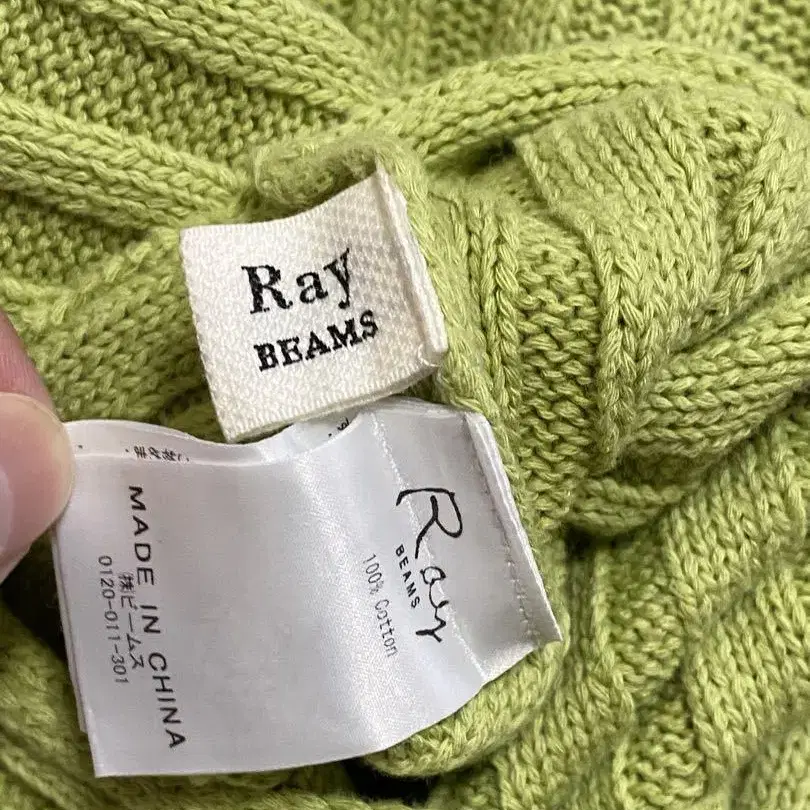 Ray
BEAMS
Ray
BEAMS
100% Cotton
MADE IN CHINA
㈱ビームス
0120-011-301